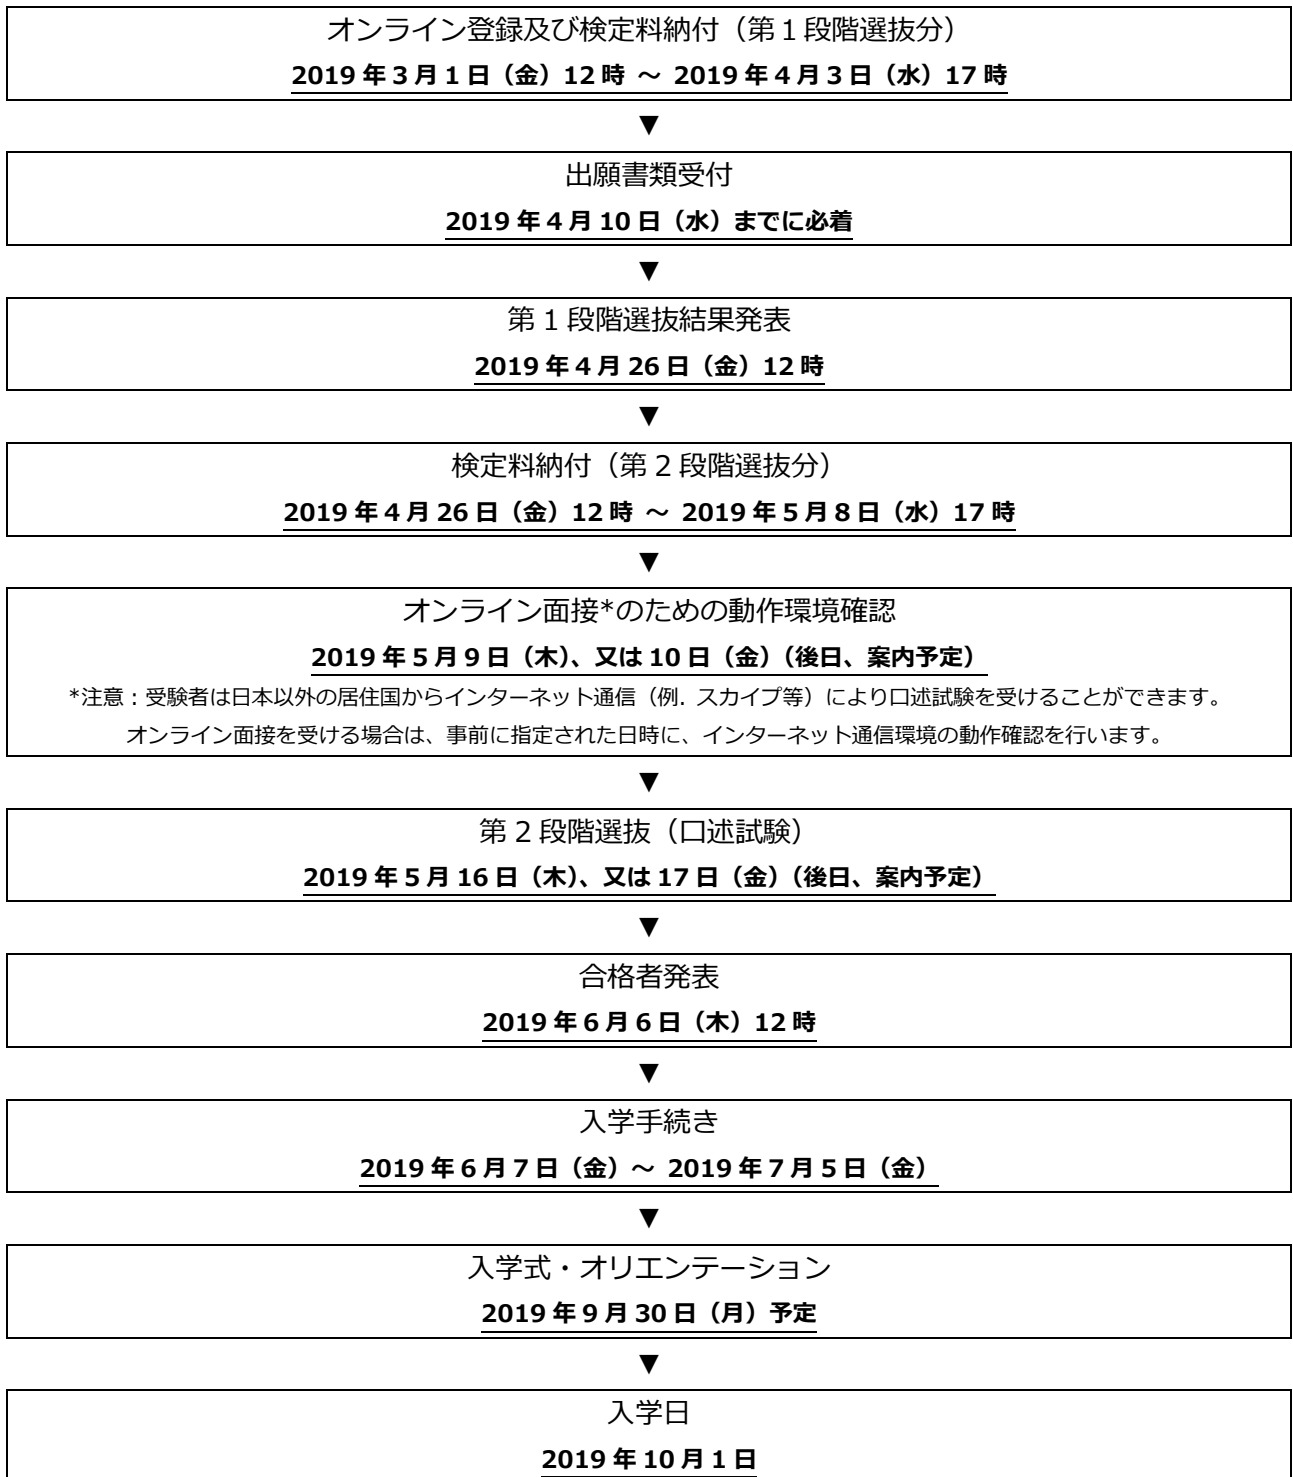 オンライン登録及び検定料納付（第１段階選抜分）
2019 年 3 月 1 日（金）12 時 ～ 2019 年 4 月 3 日（水）17 時
▼
出願書類受付
2019 年 4 月 10 日（水）までに必着
▼
第 1 段階選抜結果発表
2019 年 4 月 26 日（金）12 時
▼
検定料納付（第 2 段階選抜分）
2019 年 4 月 26 日（金）12 時 ～ 2019 年 5 月 8 日（水）17 時
▼
オンライン面接*のための動作環境確認
2019 年 5 月 9 日（木）、又は 10 日（金）（後日、案内予定）
*注意：受験者は日本以外の居住国からインターネット通信（例. スカイプ等）により口述試験を受けることができます。
オンライン面接を受ける場合は、事前に指定された日時に、インターネット通信環境の動作確認を行います。
▼
第 2 段階選抜（口述試験）
2019 年 5 月 16 日（木）、又は 17 日（金）（後日、案内予定）
▼
合格者発表
2019 年 6 月 6 日（木）12 時
▼
入学手続き
2019 年 6 月 7 日（金）～ 2019 年 7 月 5 日（金）
▼
入学式・オリエンテーション
2019 年 9 月 30 日（月）予定
▼
入学日
2019 年 10 月 1 日